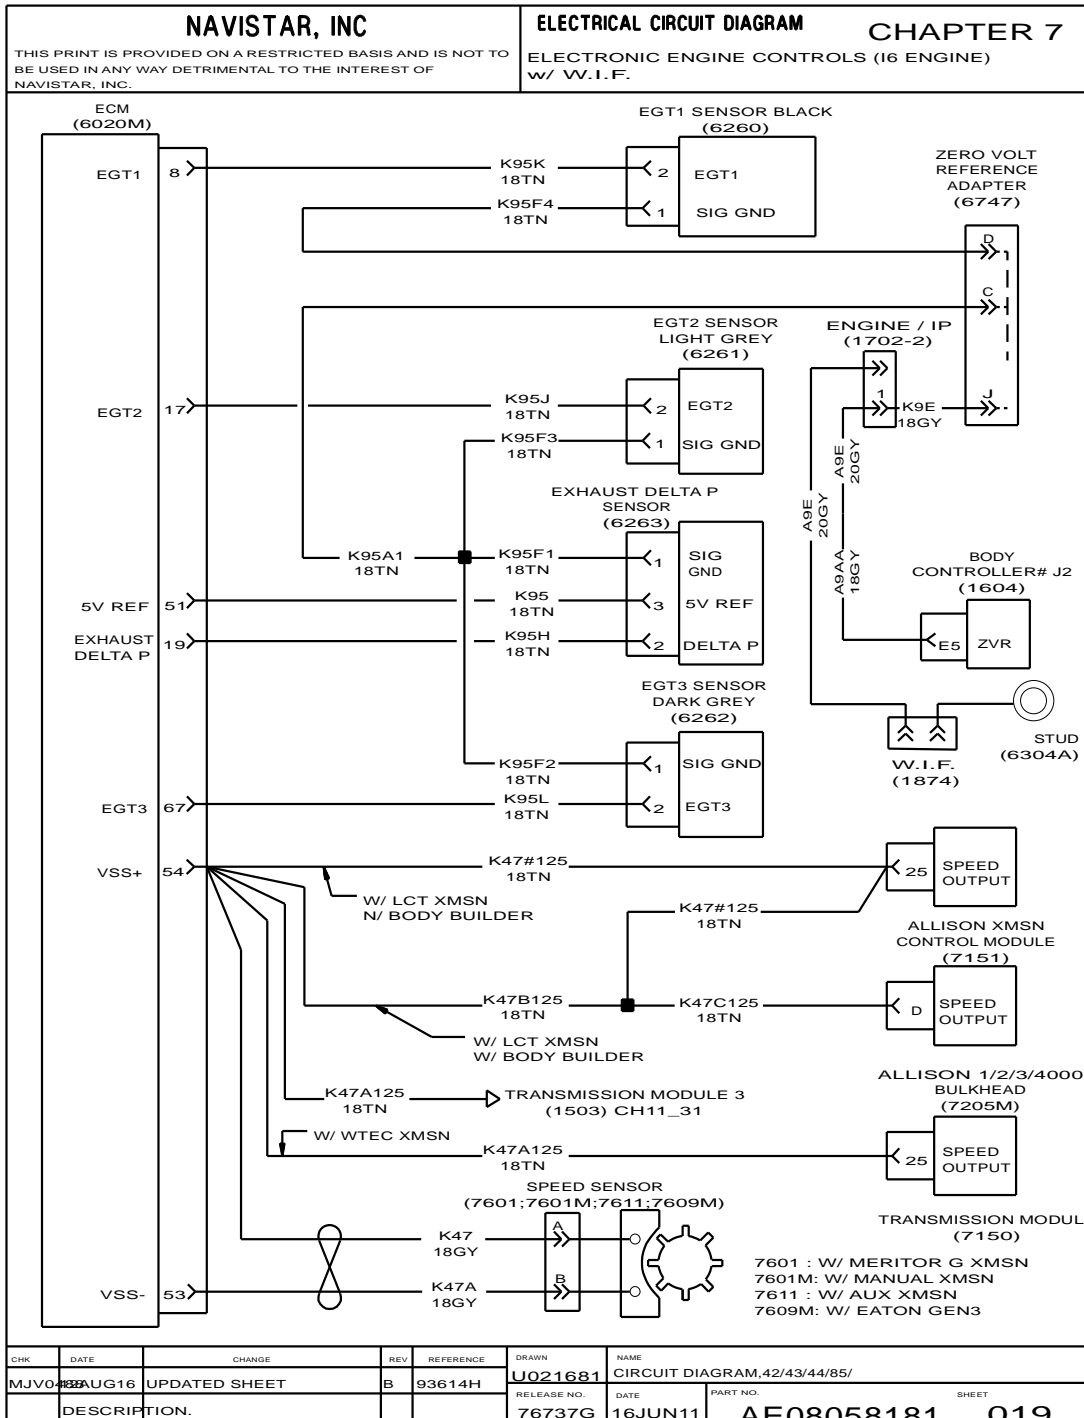 NAVISTAR, INC
THIS PRINT IS PROVIDED ON A RESTRICTED BASIS AND IS NOT TO
BE USED IN ANY WAY DETRIMENTAL TO THE INTEREST OF
NAVISTAR, INC.
ELECTRICAL CIRCUIT DIAGRAM
CHAPTER 7
ELECTRONIC ENGINE CONTROLS (I6 ENGINE)
w/ W.I.F.
ECM
(6020M)
EGT1 8
K95K
18TN
K95F4
18TN
EGT1 SENSOR BLACK
(6260)
2 EGT1
1 SIG GND
ZERO VOLT
REFERENCE
ADAPTER
(6747)
D
C
J
EGT2 SENSOR
LIGHT GREY
(6261)
ENGINE / IP
(1702-2)
1
K9E
18GY
EGT2 17
K95J
18TN
2 EGT2
K95F3
18TN
1 SIG GND
A9E
20GY
A9E
20GY
A9AA
18GY
EXHAUST DELTA P
SENSOR
(6263)
K95A1
18TN
K95F1
18TN
1 SIG
GND
5V REF 51
K95
18TN
3 5V REF
EXHAUST
DELTA P
19
K95H
18TN
2 DELTA P
BODY
CONTROLLER# J2
(1604)
E5 ZVR
EGT3 SENSOR
DARK GREY
(6262)
STUD
(6304A)
W.I.F.
(1874)
K95F2
18TN
1 SIG GND
EGT3 67
K95L
18TN
2 EGT3
VSS+ 54
K47#125
18TN
25 SPEED
OUTPUT
W/ LCT XMSN
N/ BODY BUILDER
K47#125
18TN
ALLISON XMSN
CONTROL MODULE
(7151)
K47B125
18TN
K47C125
18TN
D SPEED
OUTPUT
W/ LCT XMSN
W/ BODY BUILDER
ALLISON 1/2/3/4000
BULKHEAD
(7205M)
K47A125
18TN
TRANSMISSION MODULE 3
(1503) CH11_31
W/ WTEC XMSN
K47A125
18TN
25 SPEED
OUTPUT
SPEED SENSOR
(7601;7601M;7611;7609M)
TRANSMISSION MODUL
(7150)
K47
18GY
A
K47A
18GY
B
VSS- 53
7601 : W/ MERITOR G XMSN
7601M: W/ MANUAL XMSN
7611 : W/ AUX XMSN
7609M: W/ EATON GEN3
CHK DATE CHANGE REV REFERENCE
AUG16 UPDATED SHEET B 93614H
DESCRIPTION.
DRAWN
U021681
NAME
CIRCUIT DIAGRAM,42/43/44/85/
RELEASE NO.
76737G
DATE
16JUN11
PART NO.
AE08058181
SHEET
019